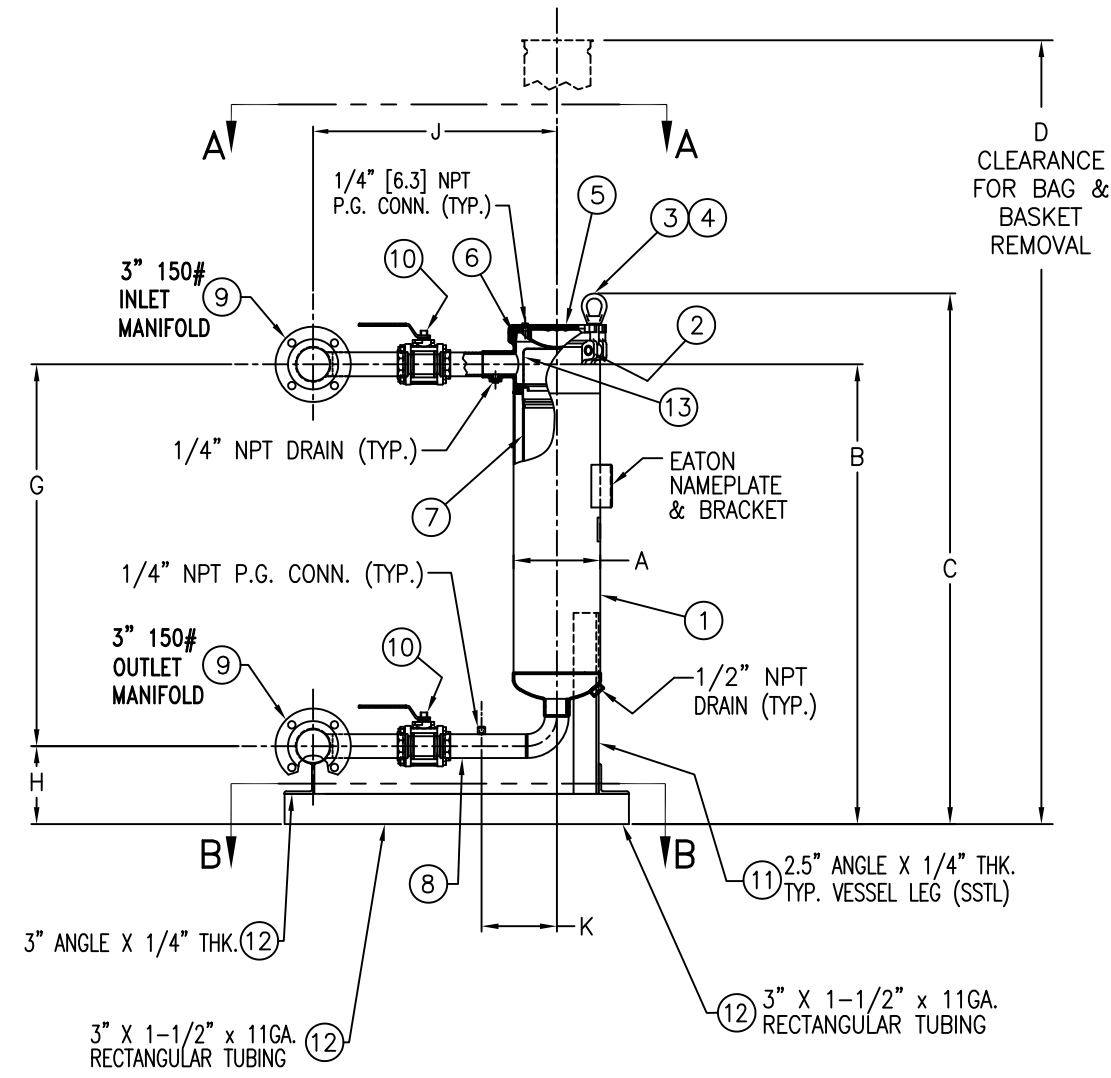 D
CLEARANCE
FOR BAG &
BASKET
REMOVAL
A
J
A
1/4" [6.3] NPT
P.G. CONN. (TYP.)
5
3
4
6
10
3" 150#
INLET
MANIFOLD
9
2
13
1/4" NPT DRAIN (TYP.)
G
B
7
EATON
NAMEPLATE
& BRACKET
A
C
1/4" NPT P.G. CONN. (TYP.)
1
3" 150#
OUTLET
MANIFOLD
9
10
1/2" NPT
DRAIN (TYP.)
H
B
B
8
11
2.5" ANGLE X 1/4" THK.
TYP. VESSEL LEG (SSTL)
K
3" ANGLE X 1/4" THK.
12
3" X 1-1/2" x 11GA.
RECTANGULAR TUBING
12
12
3" X 1-1/2" x 11GA.
RECTANGULAR TUBING